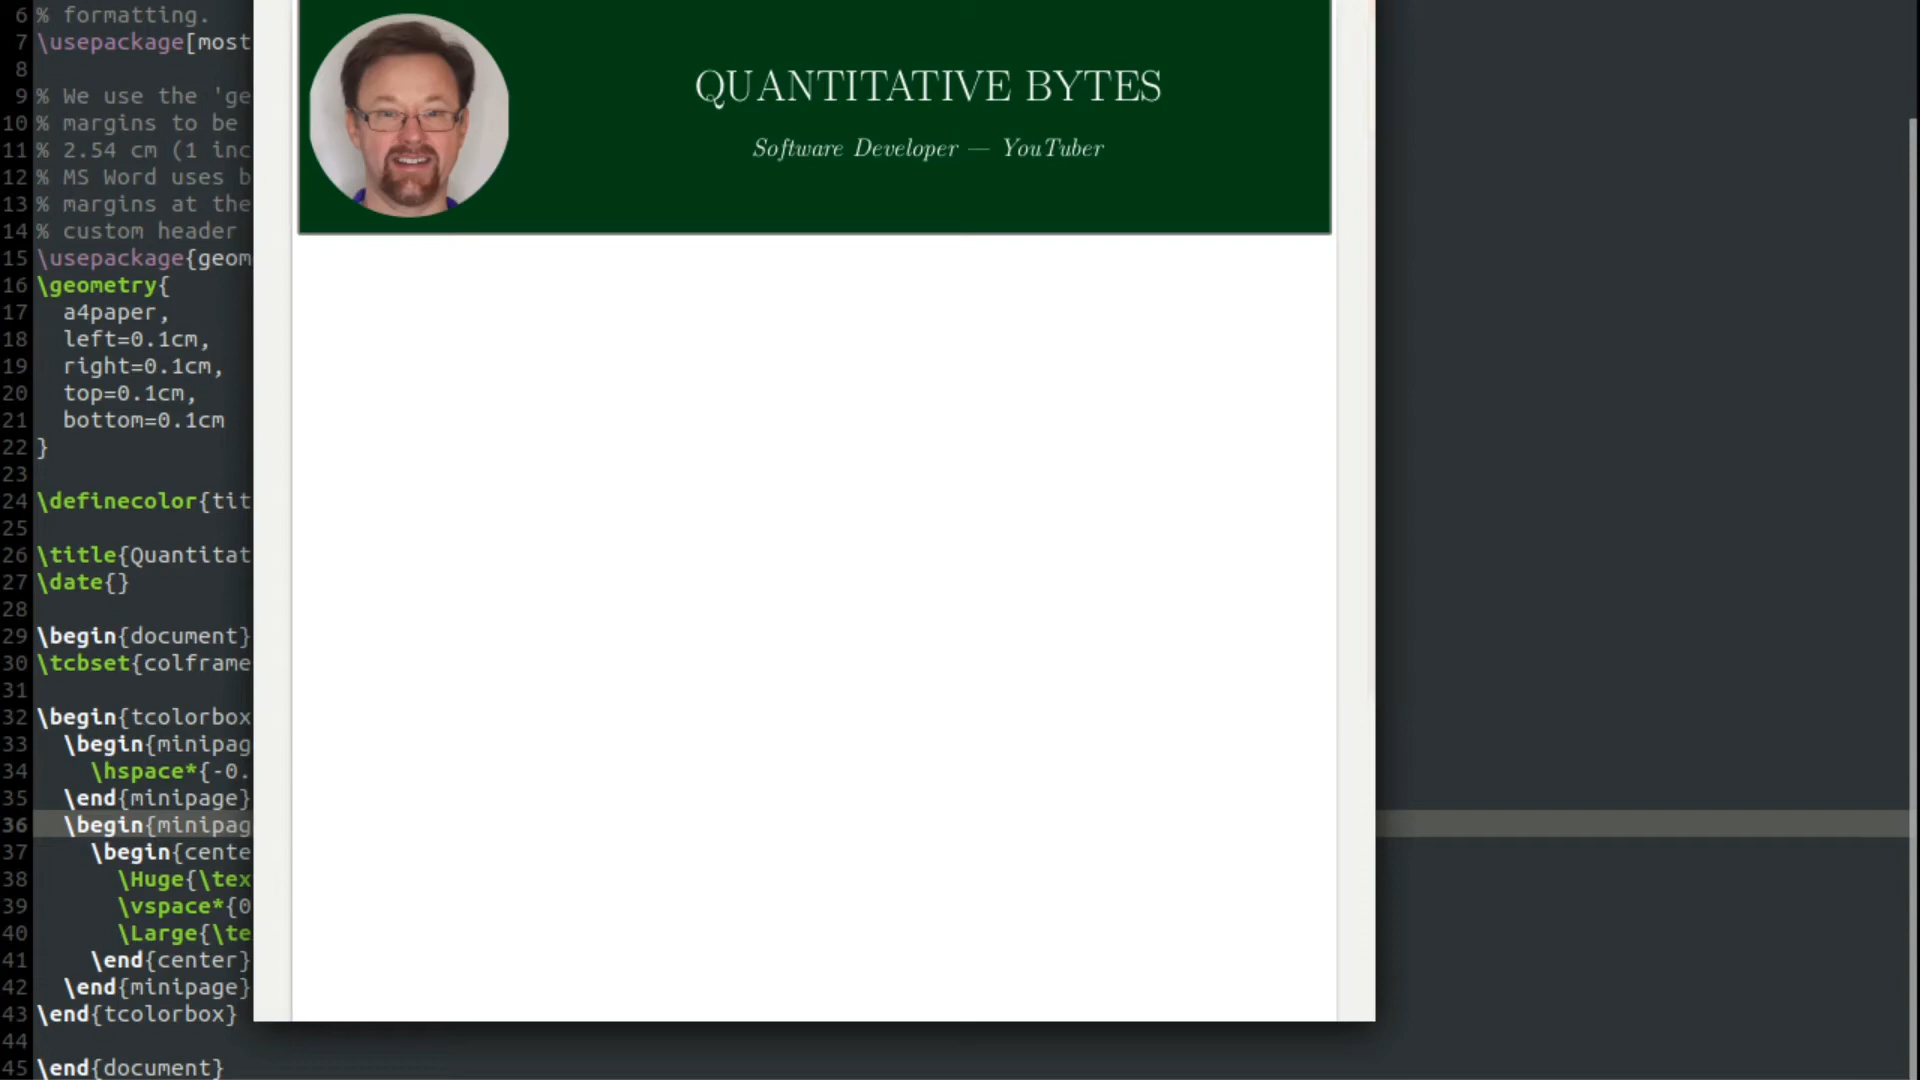 6 % formatting.
7 \usepackage[most
8
9 % We use the 'ge
10 % margins to be
11 % 2.54 cm (1 inc
12 % MS Word uses b
13 % margins at the
14 % custom header
15 \usepackage{geom
16 \geometry{
17   a4paper,
18   left=0.1cm,
19   right=0.1cm,
20   top=0.1cm,
21   bottom=0.1cm
22 }
23
24 \definecolor{tit
25
26 \title{Quantitat
27 \date{}
28
29 \begin{document}
30 \tcbset{colframe
31
32 \begin{tcolorbox
33   \begin{minipag
34     \hspace*{-0.
35   \end{minipage}
36   \begin{minipag
37     \begin{cente
38       \Huge{\tex
39       \vspace*{0
40       \Large{\te
41     \end{center}
42   \end{minipage}
43 \end{tcolorbox}
44
45 \end{document}
QUANTITATIVE BYTES
Software Developer — YouTuber